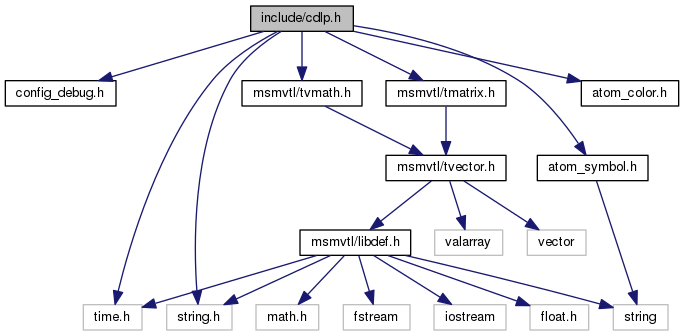 include/cdlp.h
config_debug.h
msmvtl/tvmath.h
msmvtl/tmatrix.h
atom_color.h
msmvtl/tvector.h
atom_symbol.h
msmvtl/libdef.h
valarray
vector
time.h
string.h
math.h
fstream
iostream
float.h
string